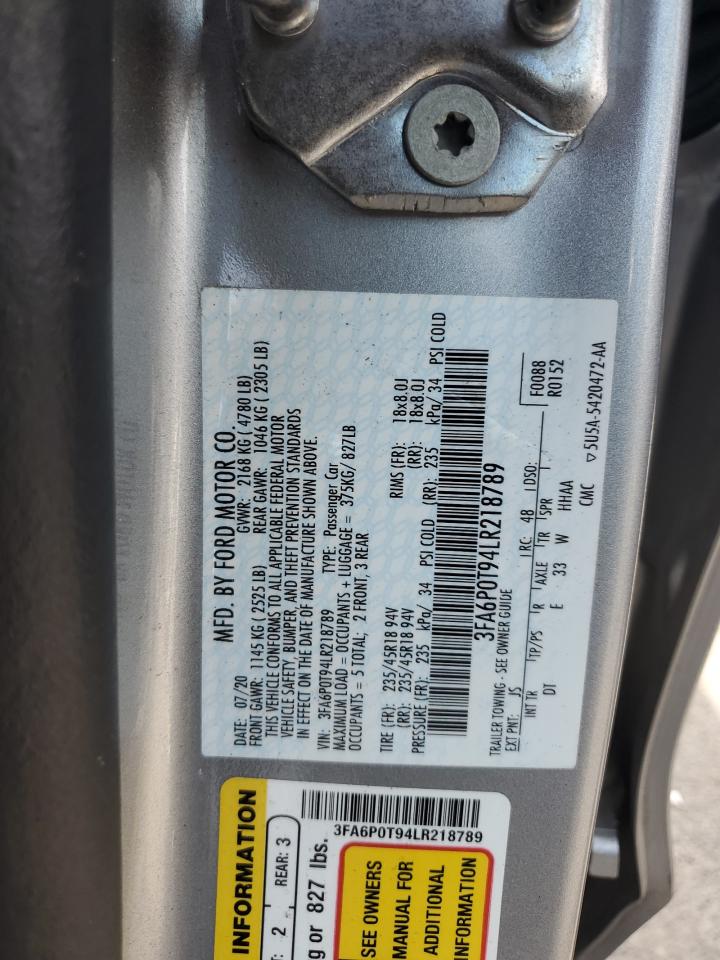 MFD. BY FORD MOTOR CO.
DATE: 07/20 GVWR: 2168 KG ( 4780 LB)
FRONT GAWR: 1145 KG ( 2525 LB) REAR GAWR: 1046 KG ( 2305 LB)
THIS VEHICLE CONFORMS TO ALL APPLICABLE FEDERAL MOTOR
VEHICLE SAFETY, BUMPER, AND THEFT PREVENTION STANDARDS
IN EFFECT ON THE DATE OF MANUFACTURE SHOWN ABOVE.
VIN: 3FA6P0T94LR218789 TYPE: Passenger Car
MAXIMUM LOAD = OCCUPANTS + LUGGAGE = 375KG/ 827LB
OCCUPANTS = 5 TOTAL; 2 FRONT, 3 REAR
TIRE (FR): 235/45R18 94V RIMS (FR): 18x8.0J
(RR): 235/45R18 94V (RR): 18x8.0J
PRESSURE (FR): 235 kPa/ 34 PSI COLD (RR): 235 kPa/ 34 PSI COLD
3FA6P0T94LR218789
TRAILER TOWING - SEE OWNER GUIDE
EXT PNT: JS RC: 48 DSO: F0088
R0152
INT TR TP/PS R AXLE TR SPR
DT E 33 W HHAA
CMC ▽5U5A-5420472-AA
INFORMATION
2 REAR: 3
g or 827 lbs.
3FA6P0T94LR218789
SEE OWNERS
MANUAL FOR
ADDITIONAL
INFORMATION